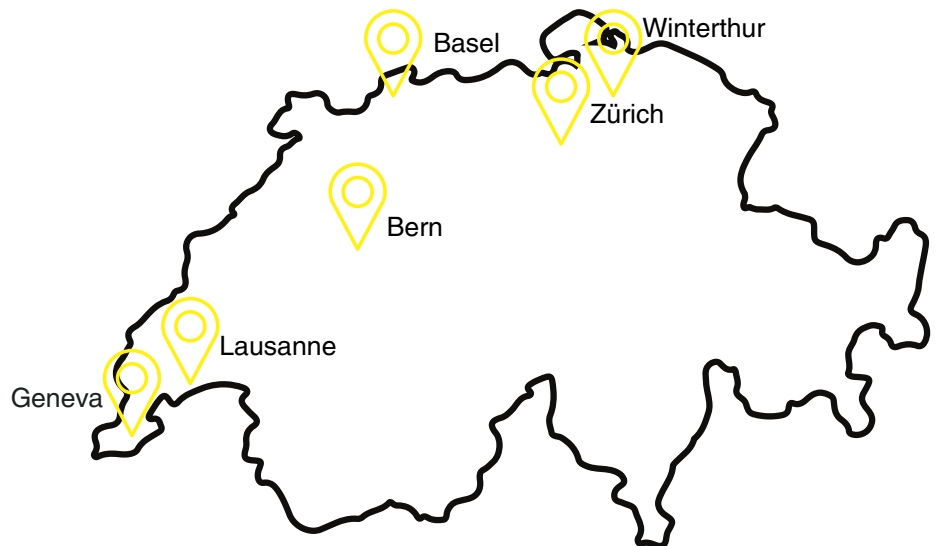 Winterthur
Basel
Zürich
Bern
Lausanne
Geneva